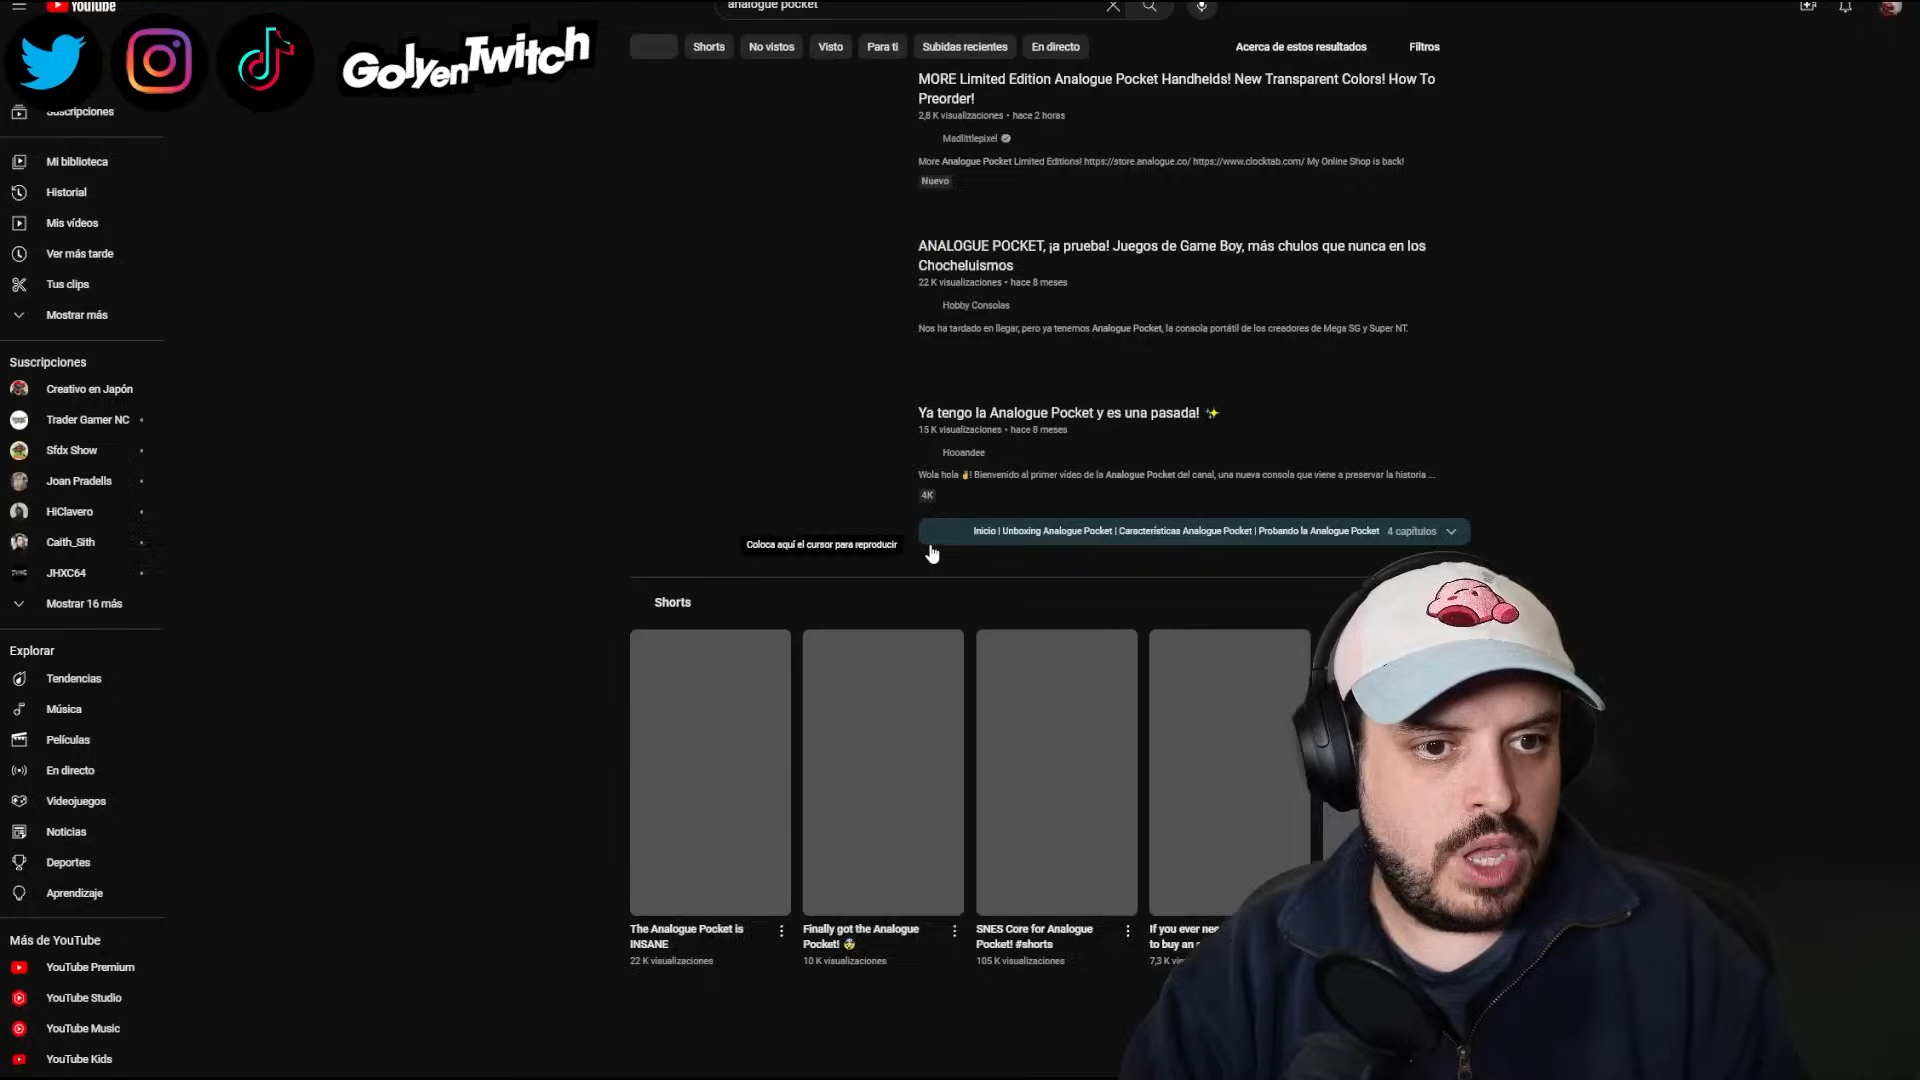 YouTube
analogue pocket
GolyenTwitch
Shorts
No vistos
Visto
Para ti
Subidas recientes
En directo
Acerca de estos resultados
Filtros
Suscripciones
Mi biblioteca
Historial
Mis vídeos
Ver más tarde
Tus clips
Mostrar más
Suscripciones
Creativo en Japón
Trader Gamer NC
Sfdx Show
Joan Pradells
HiClavero
Caith_Sith
JHXC64
Mostrar 16 más
Explorar
Tendencias
Música
Películas
En directo
Videojuegos
Noticias
Deportes
Aprendizaje
Más de YouTube
YouTube Premium
YouTube Studio
YouTube Music
YouTube Kids
MORE Limited Edition Analogue Pocket Handhelds! New Transparent Colors! How To
Preorder!
2,8 K visualizaciones • hace 2 horas
Madlittlepixel
More Analogue Pocket Limited Editions! https://store.analogue.co/ https://www.clocktab.com/ My Online Shop is back!
Nuevo
ANALOGUE POCKET, ¡a prueba! Juegos de Game Boy, más chulos que nunca en los
Chocheluismos
22 K visualizaciones • hace 8 meses
Hobby Consolas
Nos ha tardado en llegar, pero ya tenemos Analogue Pocket, la consola portátil de los creadores de Mega SG y Super NT.
Ya tengo la Analogue Pocket y es una pasada! ✨
15 K visualizaciones • hace 8 meses
Hooandee
Wola hola ✌! Bienvenido al primer vídeo de la Analogue Pocket del canal, una nueva consola que viene a preservar la historia ...
4K
Inicio | Unboxing Analogue Pocket | Características Analogue Pocket | Probando la Analogue Pocket 4 capítulos
Coloca aquí el cursor para reproducir
Shorts
The Analogue Pocket is
INSANE
22 K visualizaciones
Finally got the Analogue
Pocket! 🤯
10 K visualizaciones
SNES Core for Analogue
Pocket! #shorts
105 K visualizaciones
If you ever nee
to buy an
7,3 K vi